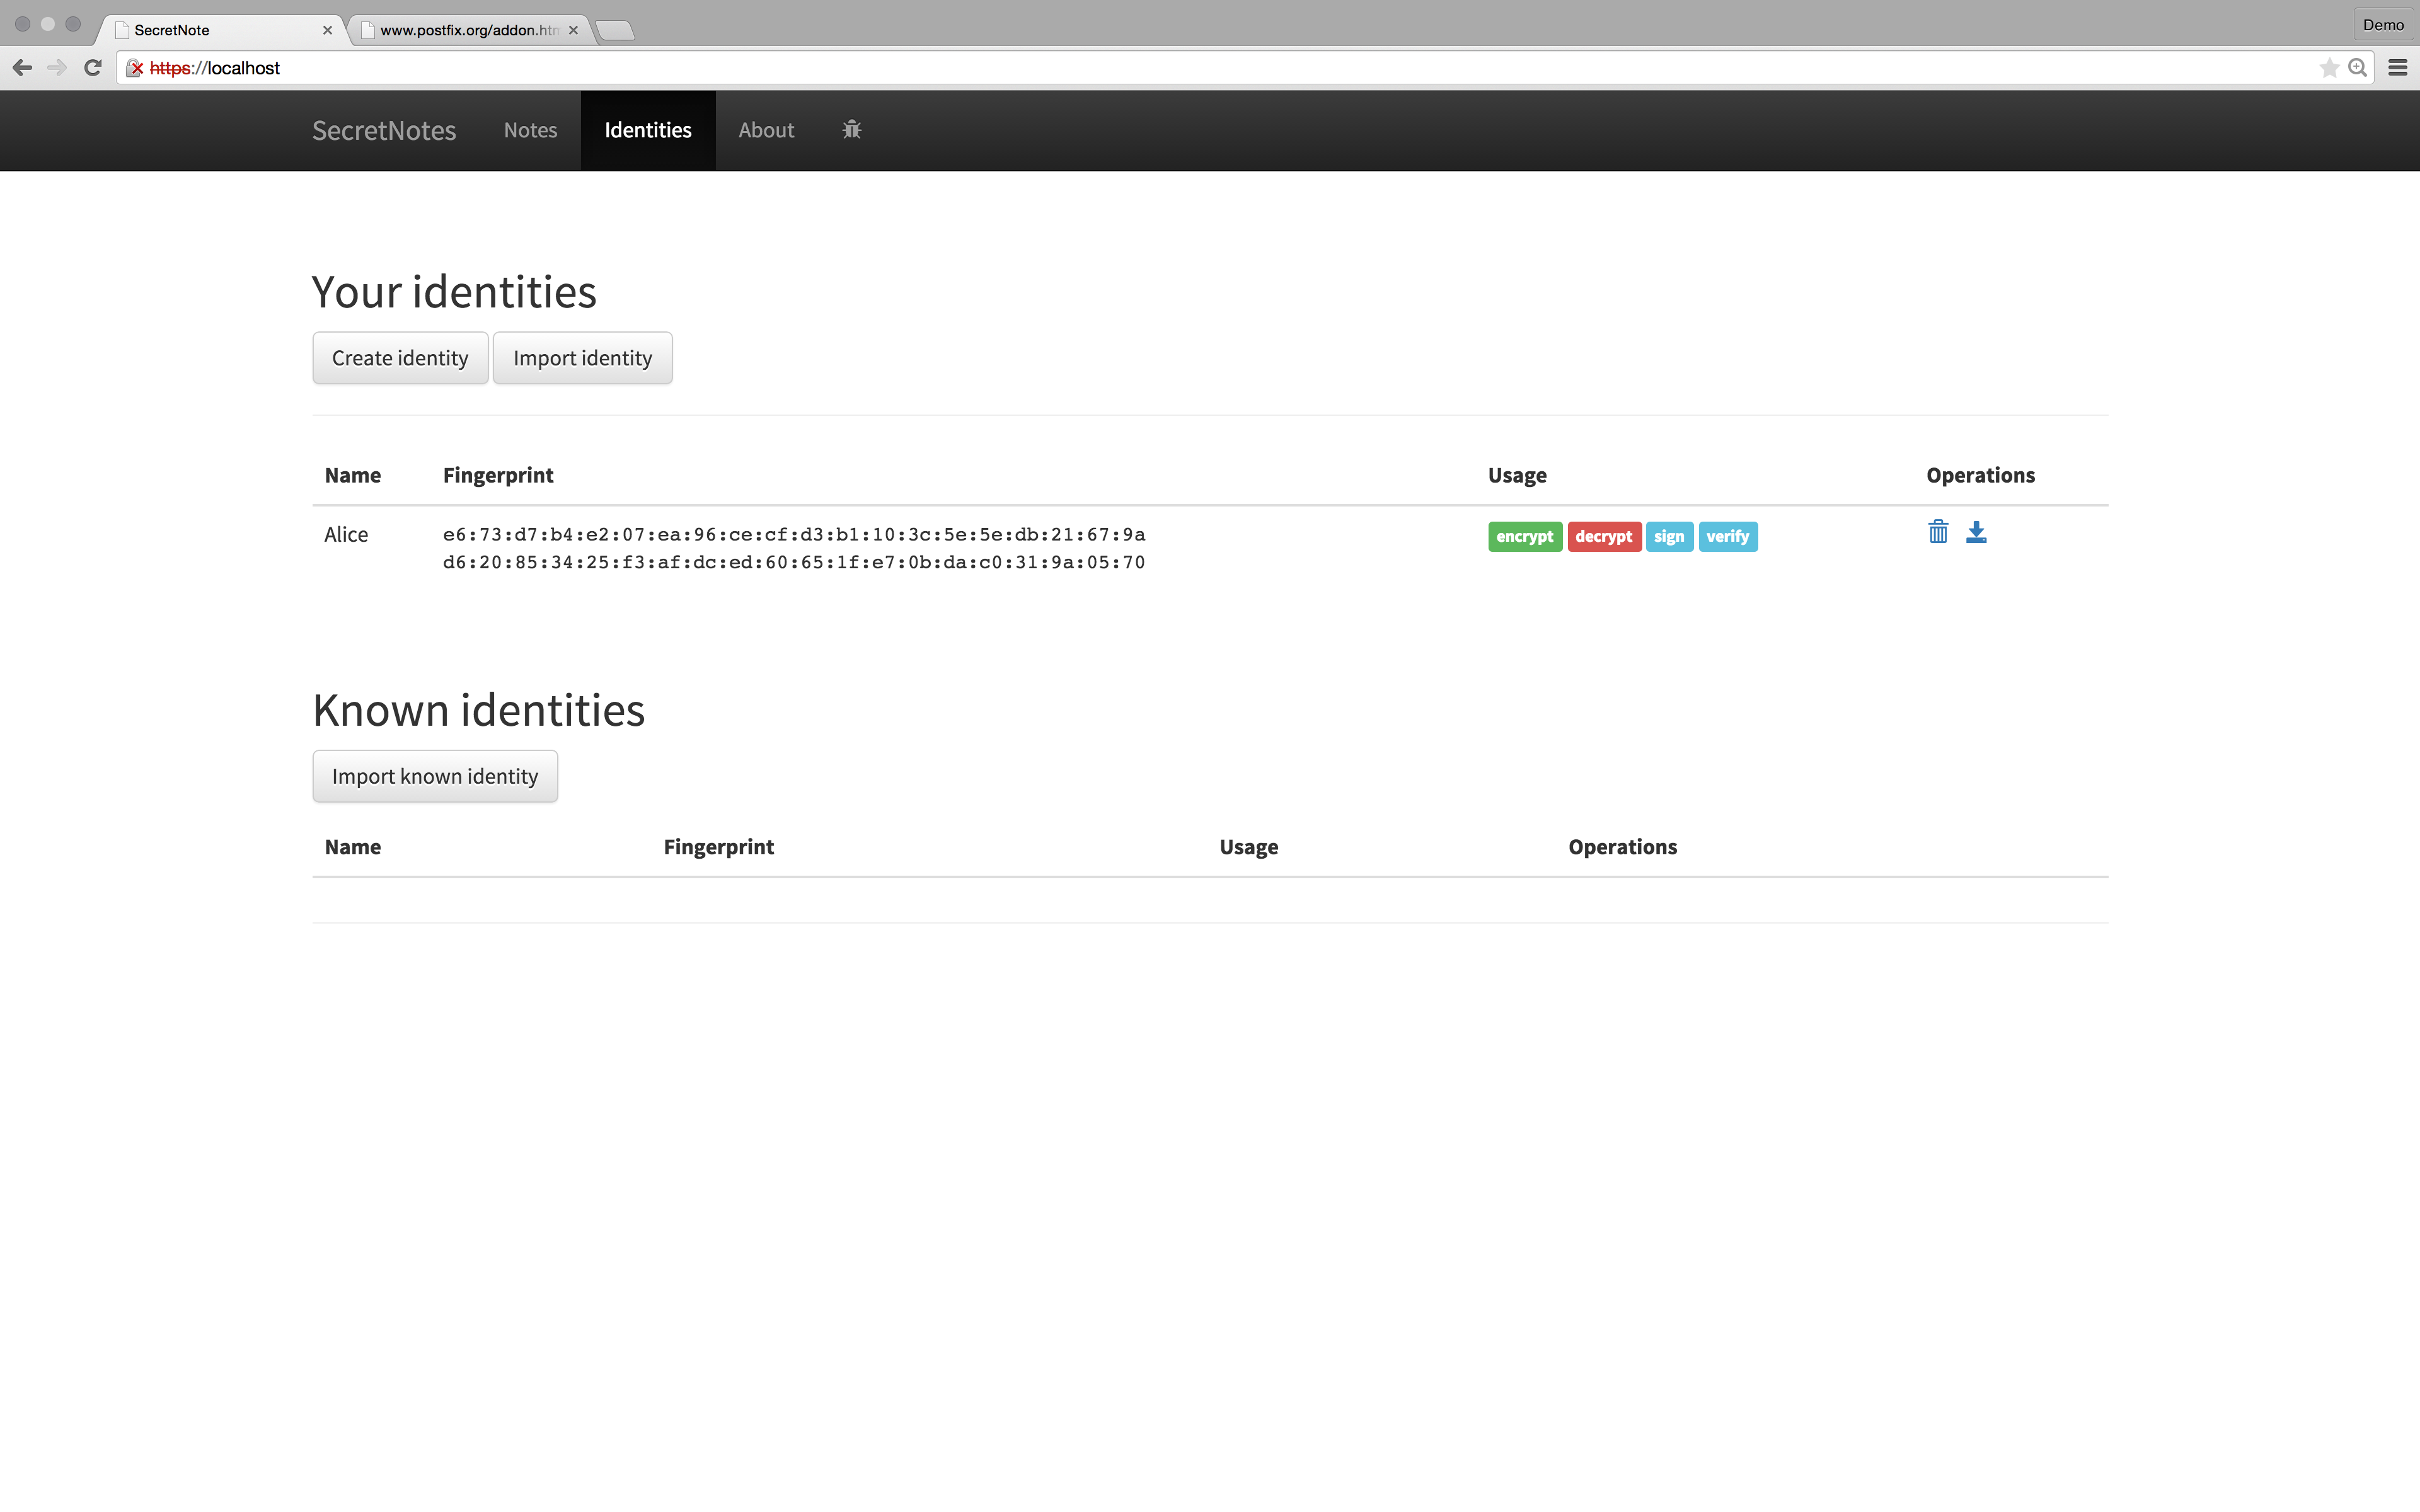 SecretNote
www.postfix.org/addon.htm
Demo
https://localhost
SecretNotes Notes Identities About
Your identities
Create identity Import identity
Name Fingerprint Usage Operations
Alice e6:73:d7:b4:e2:07:ea:96:ce:cf:d3:b1:10:3c:5e:5e:db:21:67:9a encrypt decrypt sign verify
d6:20:85:34:25:f3:af:dc:ed:60:65:1f:e7:0b:da:c0:31:9a:05:70
Known identities
Import known identity
Name Fingerprint Usage Operations